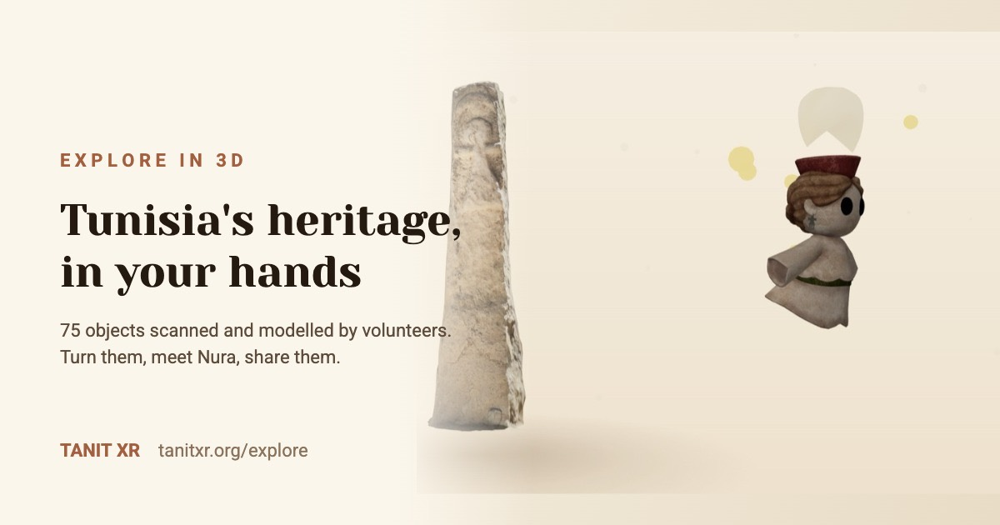 EXPLORE IN 3D
Tunisia's heritage,
in your hands
75 objects scanned and modelled by volunteers.
Turn them, meet Nura, share them.
TANIT XR tanitxr.org/explore